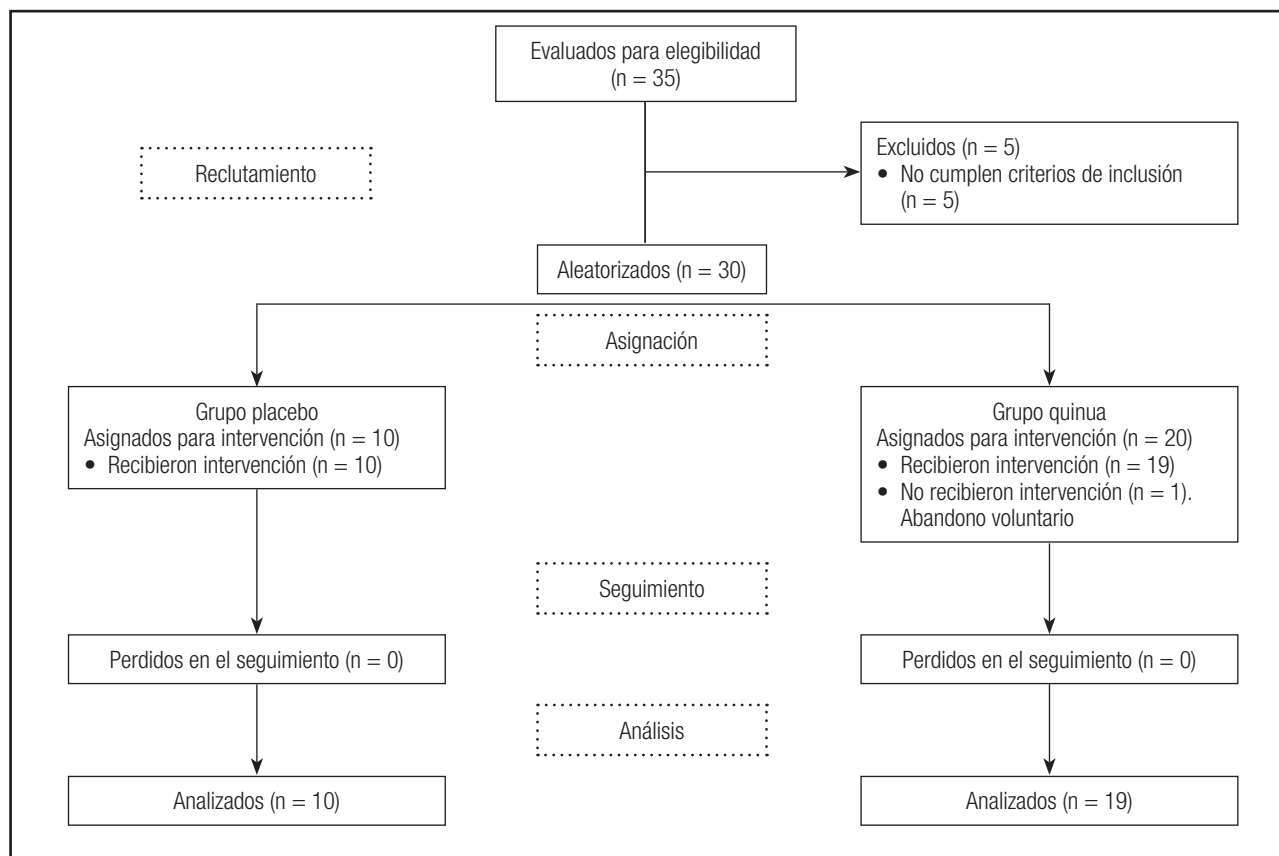 Evaluados para elegibilidad
(n = 35)
Excluidos (n = 5)
• No cumplen criterios de inclusión
(n = 5)
Reclutamiento
Aleatorizados (n = 30)
Asignación
Grupo placebo
Asignados para intervención (n = 10)
• Recibieron intervención (n = 10)
Grupo quinua
Asignados para intervención (n = 20)
• Recibieron intervención (n = 19)
• No recibieron intervención (n = 1).
Abandono voluntario
Seguimiento
Perdidos en el seguimiento (n = 0)
Perdidos en el seguimiento (n = 0)
Análisis
Analizados (n = 10)
Analizados (n = 19)